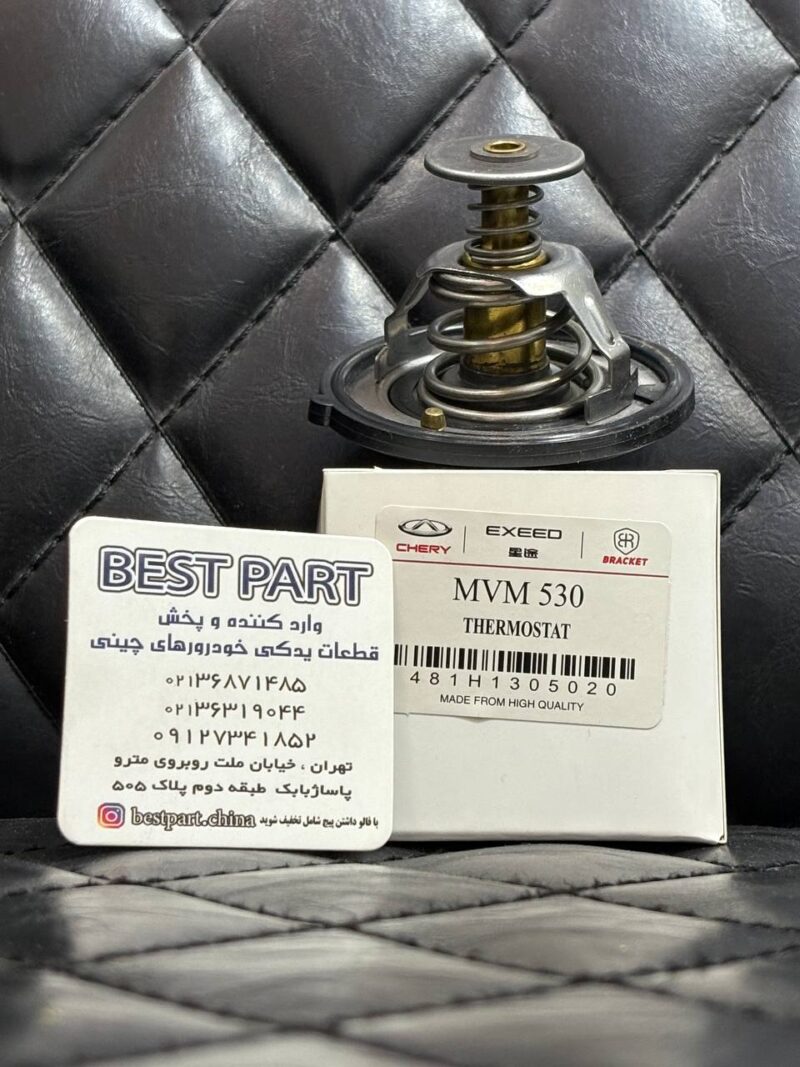 BEST PART
وارد کننده و پخش
قطعات یدکی خودرورهای چینی
۰۲۱۳۶۸۷۱۴۸۵
۰۲۱۳۶۳۱۹۰۴۴
۰۹۱۲۷۳۴۱۸۵۲
تهران ، خیابان ملت روبروی مترو
پاساژبابک طبقه دوم پلاک ۵۰۵
با فالو داشتن پیج شامل تخفیف شوید bestpart.china
CHERY
EXEED
星途
BRACKET
MVM 530
THERMOSTAT
481H1305020
MADE FROM HIGH QUALITY